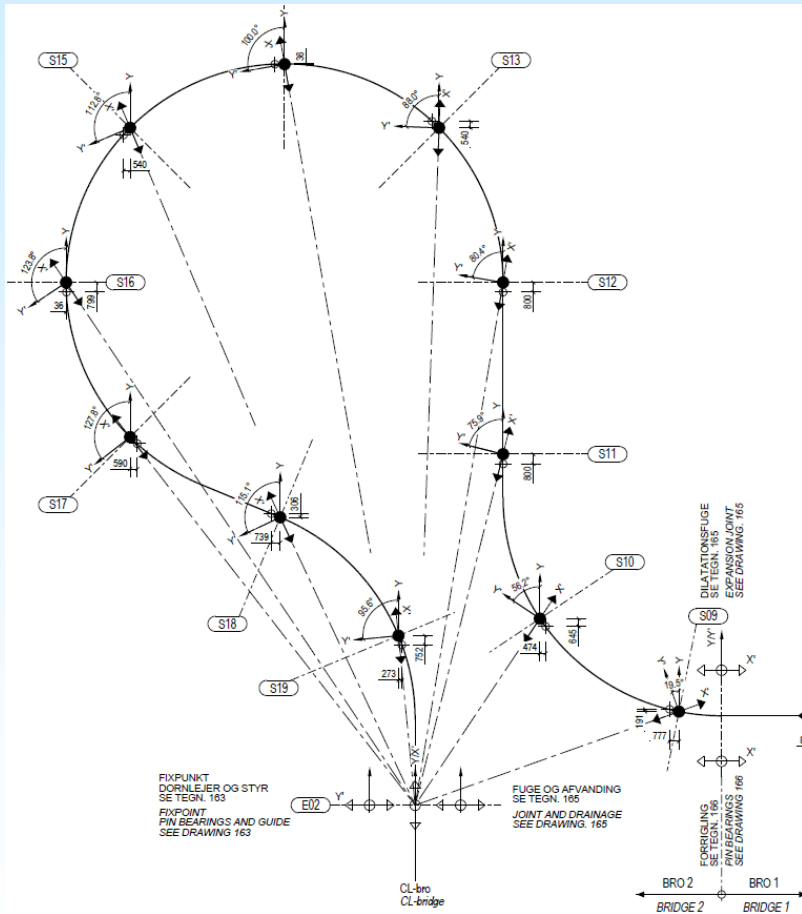 Y
100.0°
X'
Y'
36
S15
S13
Y
112.8°
X'
Y'
540
Y
88.0°
X'
Y'
540
Y
123.8°
X'
Y'
S16
799
36
Y
80.4°
X'
Y'
S12
800
Y
127.8°
X'
Y'
590
S17
Y
75.9°
X'
Y'
S11
800
Y
115.1°
X'
Y'
306
739
S18
Y
56.2°
X'
Y'
S10
645
474
Y
95.6°
X'
Y'
752
273
S19
DILATATIONSFUGE
SE TEGN. 165
EXPANSION JOINT
SEE DRAWING. 165
S09
Y/Y'
X"
Y'
Y
19.5°
X'
191
777
X"
FIXPUNKT
DORNLEJER OG STYR
SE TEGN. 163
FIXPOINT
PIN BEARINGS AND GUIDE
SEE DRAWING 163
E02
Y'
Y/X'
FUGE OG AFVANDING
SE TEGN. 165
JOINT AND DRAINAGE
SEE DRAWING. 165
FORRIGLING
SE TEGN. 166
PIN BEARINGS
SEE DRAWING 166
CL-bro
CL-bridge
BRO 2
BRO 1
BRIDGE 2
BRIDGE 1